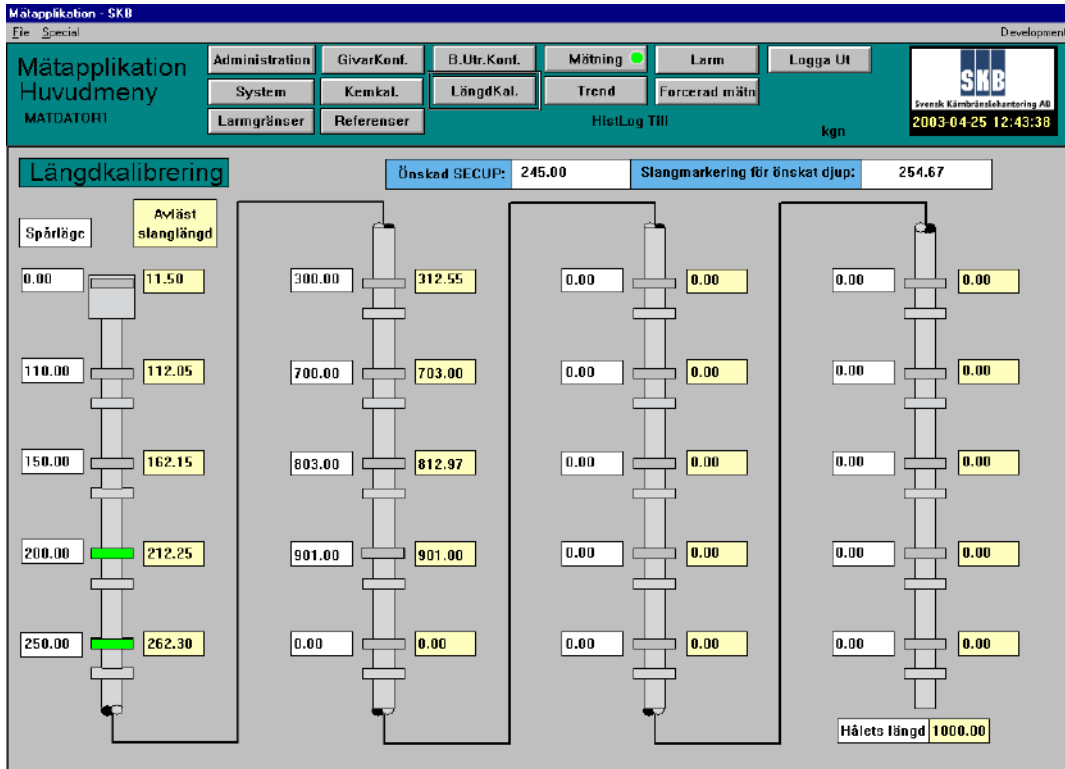 Mätapplikation - SKB
File Special Development
Mätapplikation
Huvudmeny
MATDATOR1
Administration GivarKonf. B.Utr.Konf. Mätning Larm Logga Ut
System Kemkal. LängdKal. Trend Forcerad mätn
Larmgränser Referenser HistLog Till kgn
SKB
Svensk Kärnbränslehantering AB
2003-04-25 12:43:38
Längdkalibrering
Önskad SECUP: 245.00 Slangmarkering för önskat djup: 254.67
Spårläge
Avläst
slanglängd
0.00 11.50 300.00 312.55 0.00 0.00 0.00 0.00
110.00 112.05 700.00 703.00 0.00 0.00 0.00 0.00
150.00 162.15 803.00 812.97 0.00 0.00 0.00 0.00
200.00 212.25 901.00 901.00 0.00 0.00 0.00 0.00
250.00 262.30 0.00 0.00 0.00 0.00 0.00 0.00
Hålets längd 1000.00